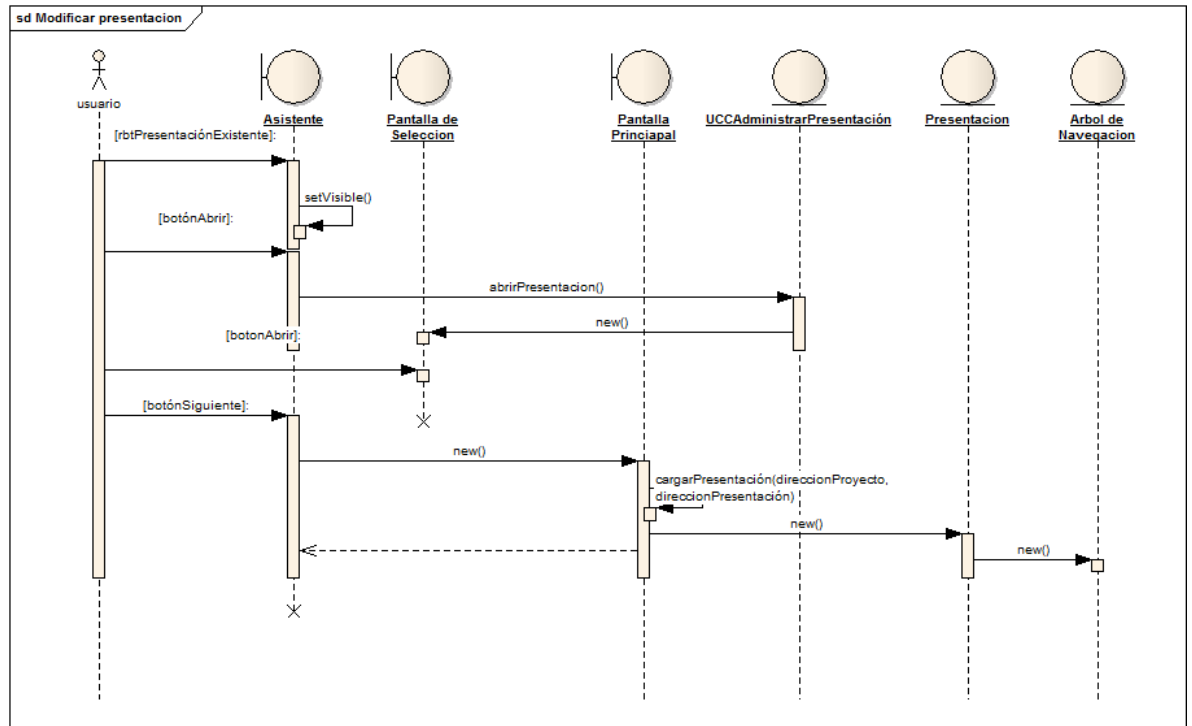 sd Modificar presentacion
usuario
Asistente
Pantalla de
Seleccion
Pantalla
Princiapal
UCCAdministrarPresentación
Presentacion
Arbol de
Navegacion
[rbtPresentaciónExistente]:
setVisible()
[botónAbrir]:
abrirPresentacion()
new()
[botonAbrir]:
[botónSiguiente]:
new()
cargarPresentación(direccionProyecto,
direccionPresentación)
new()
new()